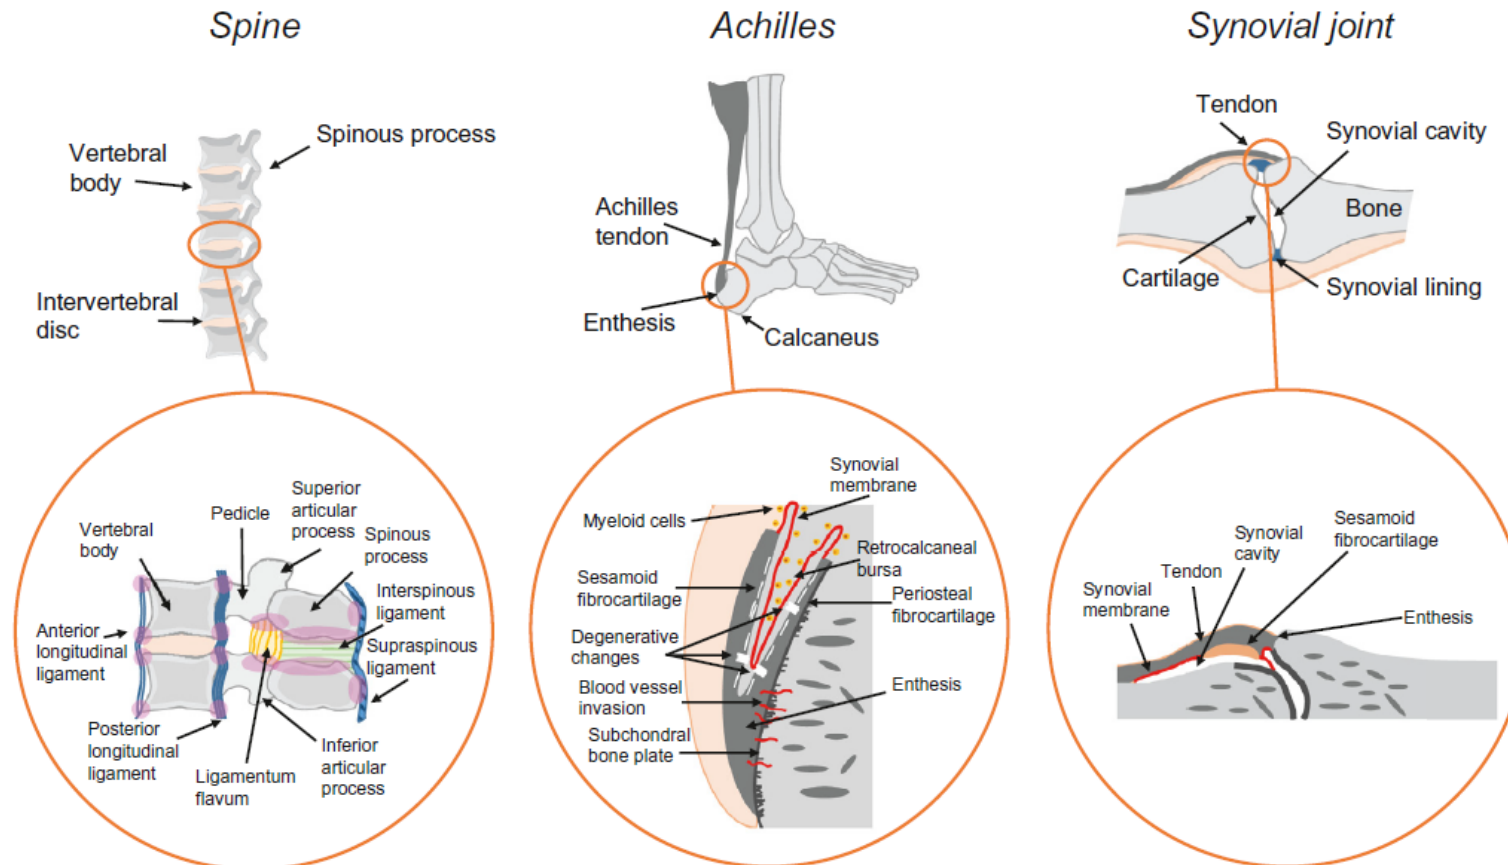 Spine
Achilles
Synovial joint
Spinous process
Vertebral
body
Intervertebral
disc
Achilles
tendon
Enthesis
Calcaneus
Tendon
Synovial cavity
Bone
Cartilage
Synovial lining
Superior
articular
process
Pedicle
Vertebral
body
Spinous
process
Interspinous
ligament
Supraspinous
ligament
Anterior
longitudinal
ligament
Posterior
longitudinal
ligament
Ligamentum
flavum
Inferior
articular
process
Synovial
membrane
Myeloid cells
Retrocalcaneal
bursa
Sesamoid
fibrocartilage
Periosteal
fibrocartilage
Degenerative
changes
Blood vessel
invasion
Enthesis
Subchondral
bone plate
Sesamoid
fibrocartilage
Synovial
cavity
Tendon
Synovial
membrane
Enthesis